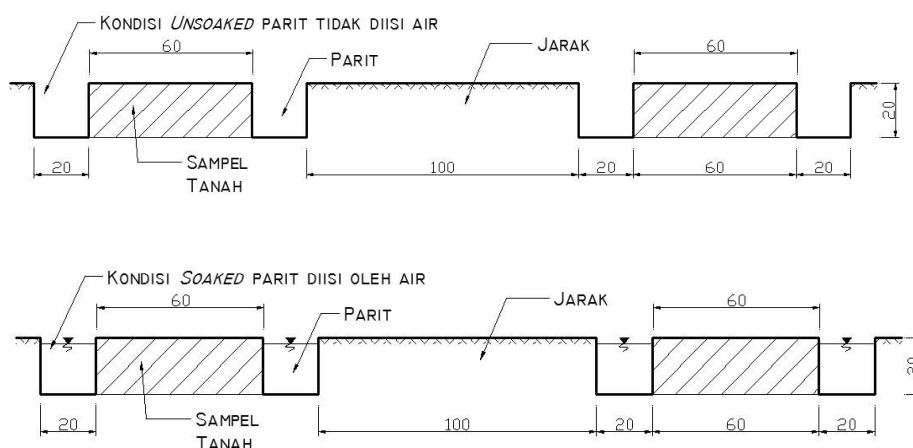 KONDISI UNSOAKED PARIT TIDAK DIISI AIR
60
PARIT
JARAK
60
20
SAMPEL
TANAH
20
100
20
60
20
KONDISI SOAKED PARIT DIISI OLEH AIR
60
PARIT
JARAK
60
20
SAMPEL
TANAH
20
100
20
60
20